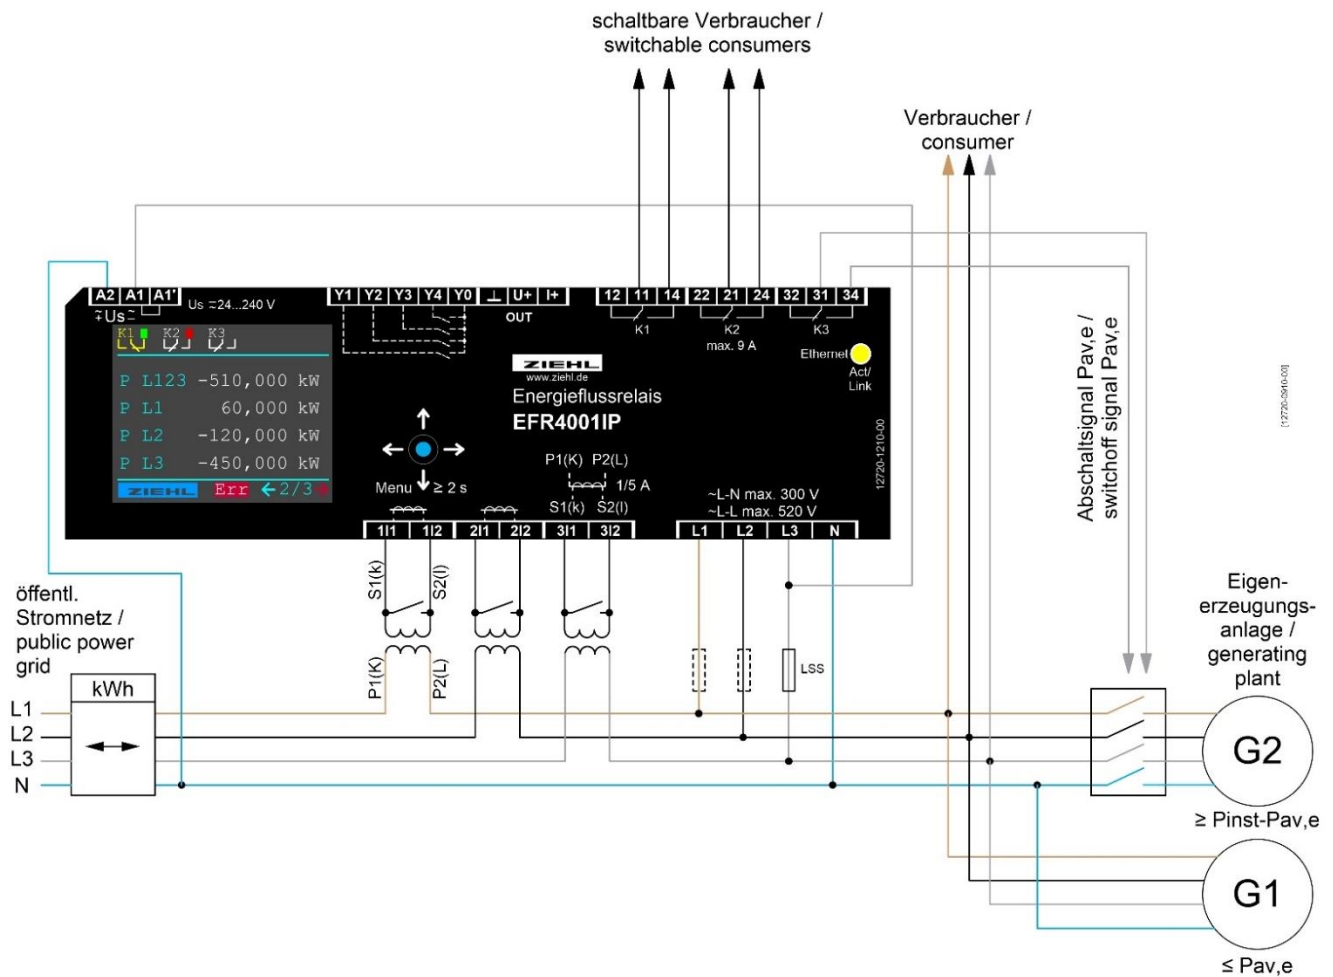 schaltbare Verbraucher /
switchable consumers
Verbraucher /
consumer
A2 A1 A1'
Us ≂24...240 V
Us
Y1 Y2 Y3 Y4 Y0 ⊥ U+ I+
OUT
12 11 14 22 21 24 32 31 34
K1 K2 K3
max. 9 A
K1 K2 K3
P L123 -510,000 kW
P L1 60,000 kW
P L2 -120,000 kW
P L3 -450,000 kW
ZIEHL Err ←2/3
ZIEHL
www.ziehl.de
Energieflussrelais
EFR4001IP
Ethernet
Act/
Link
12720-1210-00
[12720-0910-00]
Abschaltsignal Pav,e /
switchoff signal Pav,e
Menu ≥ 2 s
P1(K) P2(L)
1/5 A
S1(k) S2(l)
~L-N max. 300 V
~L-L max. 520 V
1I1 1I2 2I1 2I2 3I1 3I2 L1 L2 L3 N
S1(k) S2(l)
P1(K) P2(L)
LSS
öffentl.
Stromnetz /
public power
grid
kWh
L1
L2
L3
N
Eigen-
erzeugungs-
anlage /
generating
plant
G2
≥ Pinst-Pav,e
G1
≤ Pav,e